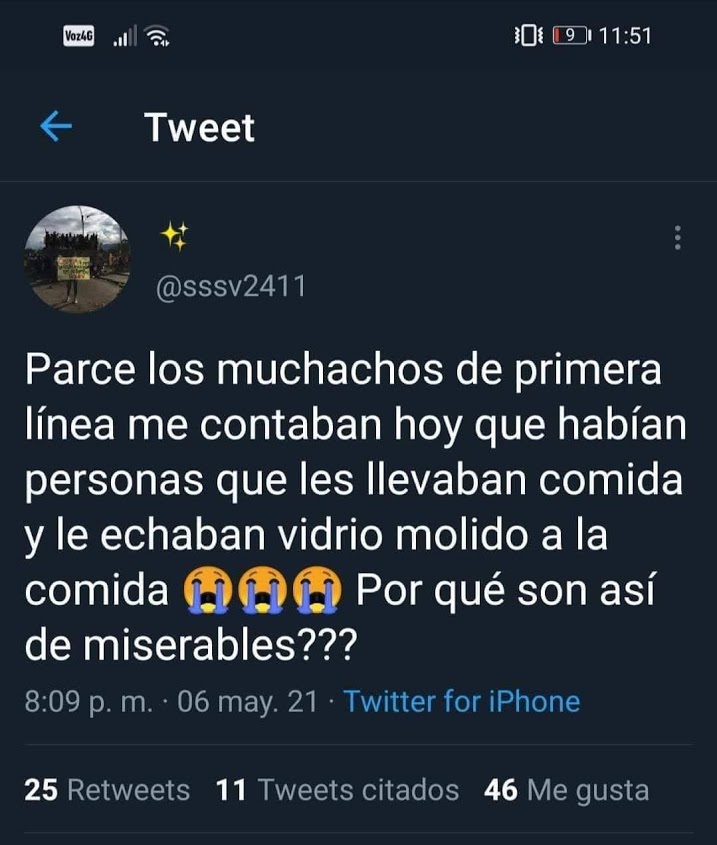 Voz4G 9 11:51
Tweet
@sssv2411
Parce los muchachos de primera
línea me contaban hoy que habían
personas que les llevaban comida
y le echaban vidrio molido a la
comida 😭😭😭 Por qué son así
de miserables???
8:09 p. m. · 06 may. 21 · Twitter for iPhone
25 Retweets 11 Tweets citados 46 Me gusta